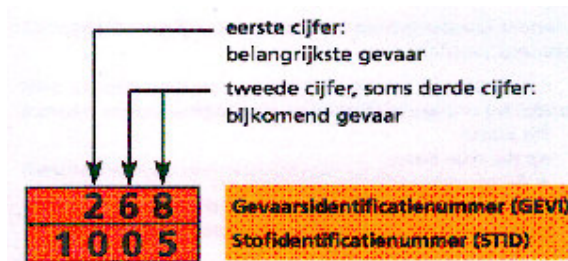 eerste cijfer:
belangrijkste gevaar
tweede cijfer, soms derde cijfer:
bijkomend gevaar
268
1005
Gevaarsidentificatienummer (GEVI)
Stofidentificatienummer (STID)